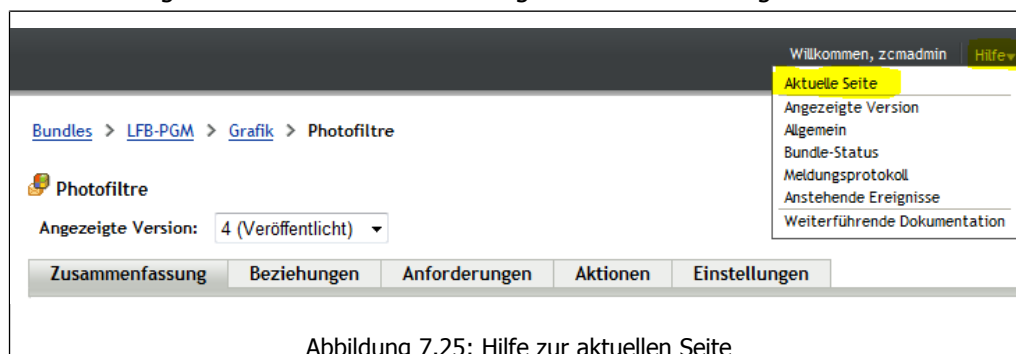 Willkommen, zcmadmin Hilfe
Aktuelle Seite
Angezeigte Version
Allgemein
Bundle-Status
Meldungsprotokoll
Anstehende Ereignisse
Weiterführende Dokumentation
Bundles > LFB-PGM > Grafik > Photofiltre
Photofiltre
Angezeigte Version: 4 (Veröffentlicht)
Zusammenfassung Beziehungen Anforderungen Aktionen Einstellungen
Abbildung 7.25: Hilfe zur aktuellen Seite